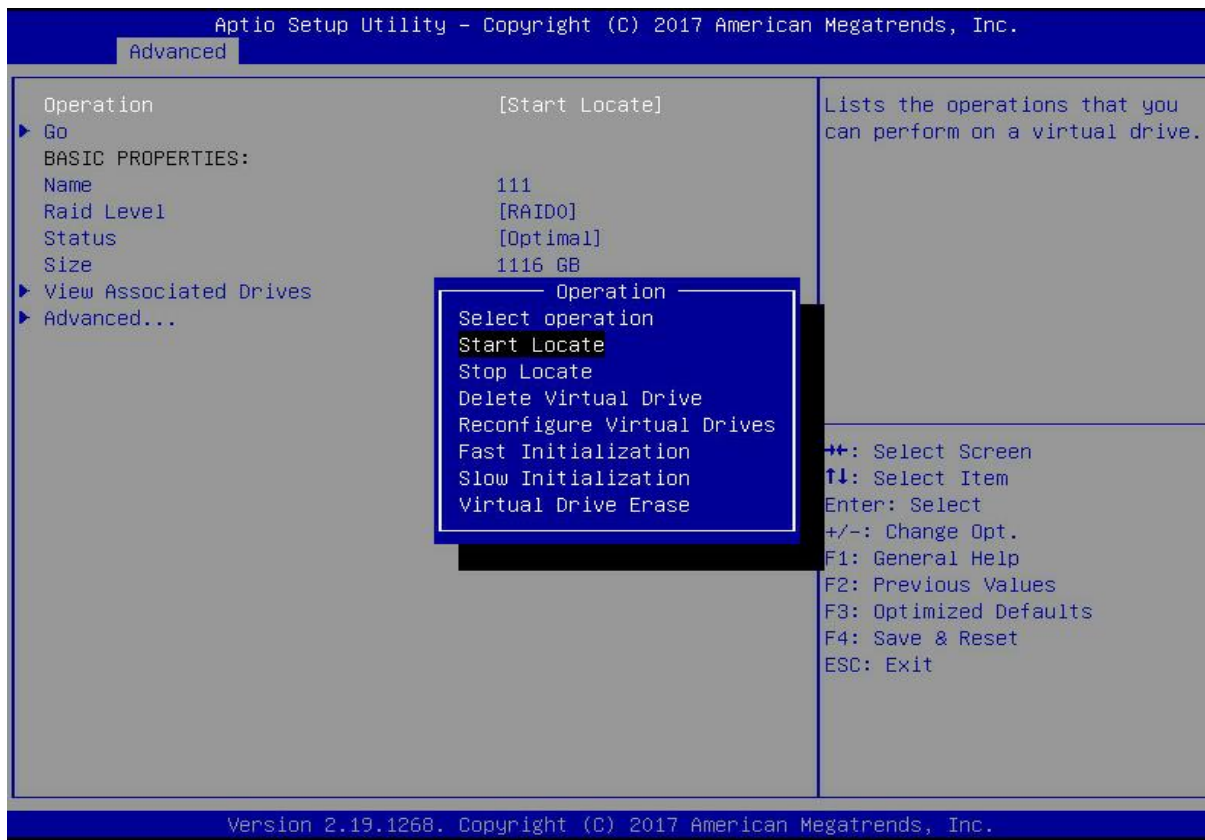 Aptio Setup Utility – Copyright (C) 2017 American Megatrends, Inc.
Advanced
Operation [Start Locate]
Go
BASIC PROPERTIES:
Name 111
Raid Level [RAID0]
Status [Optimal]
Size 1116 GB
View Associated Drives
Advanced...
Operation
Select operation
Start Locate
Stop Locate
Delete Virtual Drive
Reconfigure Virtual Drives
Fast Initialization
Slow Initialization
Virtual Drive Erase
Lists the operations that you
can perform on a virtual drive.
→←: Select Screen
↑↓: Select Item
Enter: Select
+/-: Change Opt.
F1: General Help
F2: Previous Values
F3: Optimized Defaults
F4: Save & Reset
ESC: Exit
Version 2.19.1268. Copyright (C) 2017 American Megatrends, Inc.